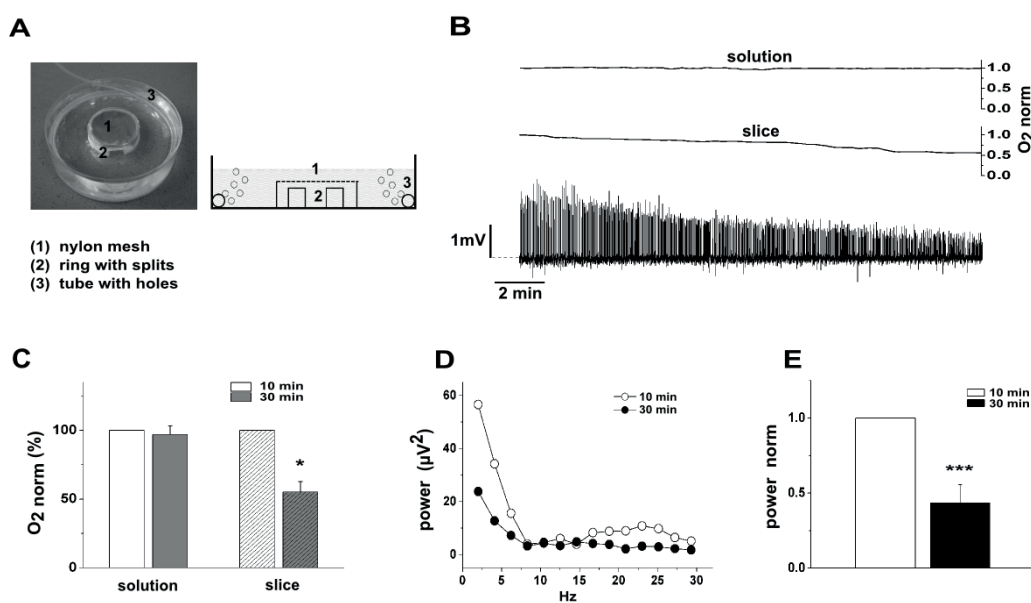 A
1
2
3
1
2
3
(1) nylon mesh
(2) ring with splits
(3) tube with holes
B
solution
1.0
0.5
0.0
slice
1.0
0.5
0.0
O2 norm
1mV
2 min
C
10 min
30 min
O2 norm (%)
100
50
0
*
solution
slice
D
10 min
30 min
power (µV2)
60
40
20
0
0 5 10 15 20 25 30
Hz
E
10 min
30 min
power norm
1.0
0.5
0.0
***